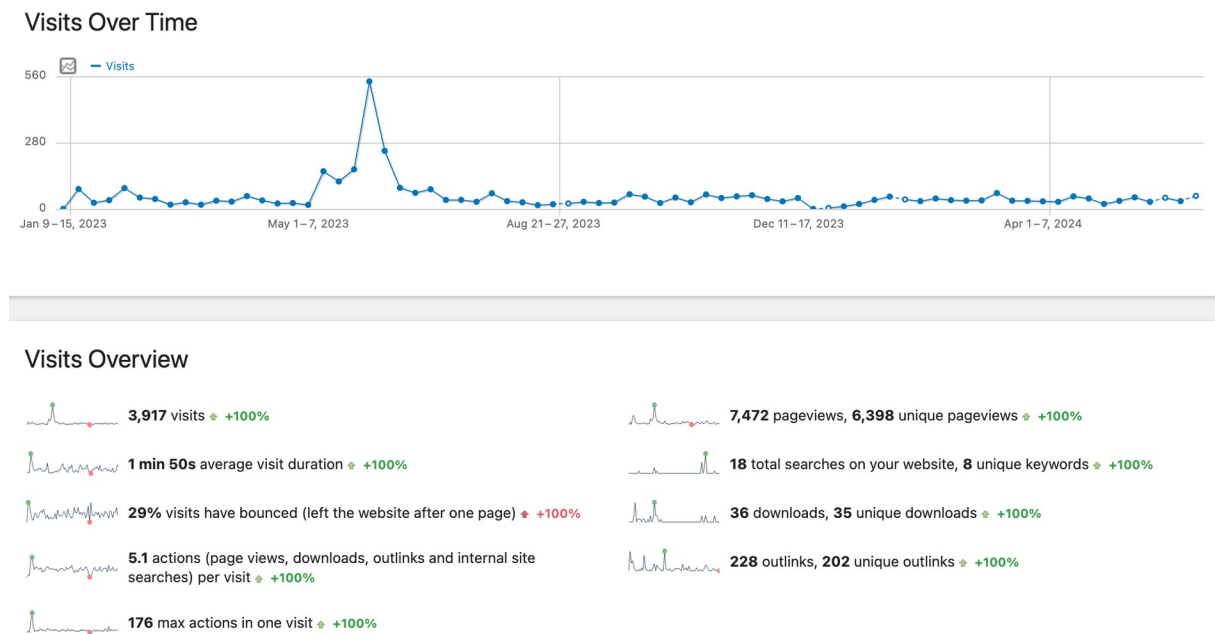 Visits Over Time
Visits
560
280
0
Jan 9–15, 2023
May 1–7, 2023
Aug 21–27, 2023
Dec 11–17, 2023
Apr 1–7, 2024
Visits Overview
3,917 visits +100%
1 min 50s average visit duration +100%
29% visits have bounced (left the website after one page) +100%
5.1 actions (page views, downloads, outlinks and internal site
searches) per visit +100%
176 max actions in one visit +100%
7,472 pageviews, 6,398 unique pageviews +100%
18 total searches on your website, 8 unique keywords +100%
36 downloads, 35 unique downloads +100%
228 outlinks, 202 unique outlinks +100%